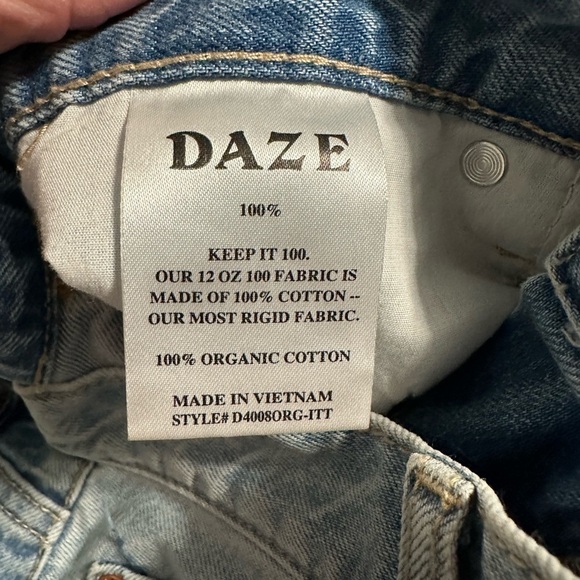 DAZE
100%
KEEP IT 100.
OUR 12 OZ 100 FABRIC IS
MADE OF 100% COTTON --
OUR MOST RIGID FABRIC.
100% ORGANIC COTTON
MADE IN VIETNAM
STYLE# D4008ORG-ITT